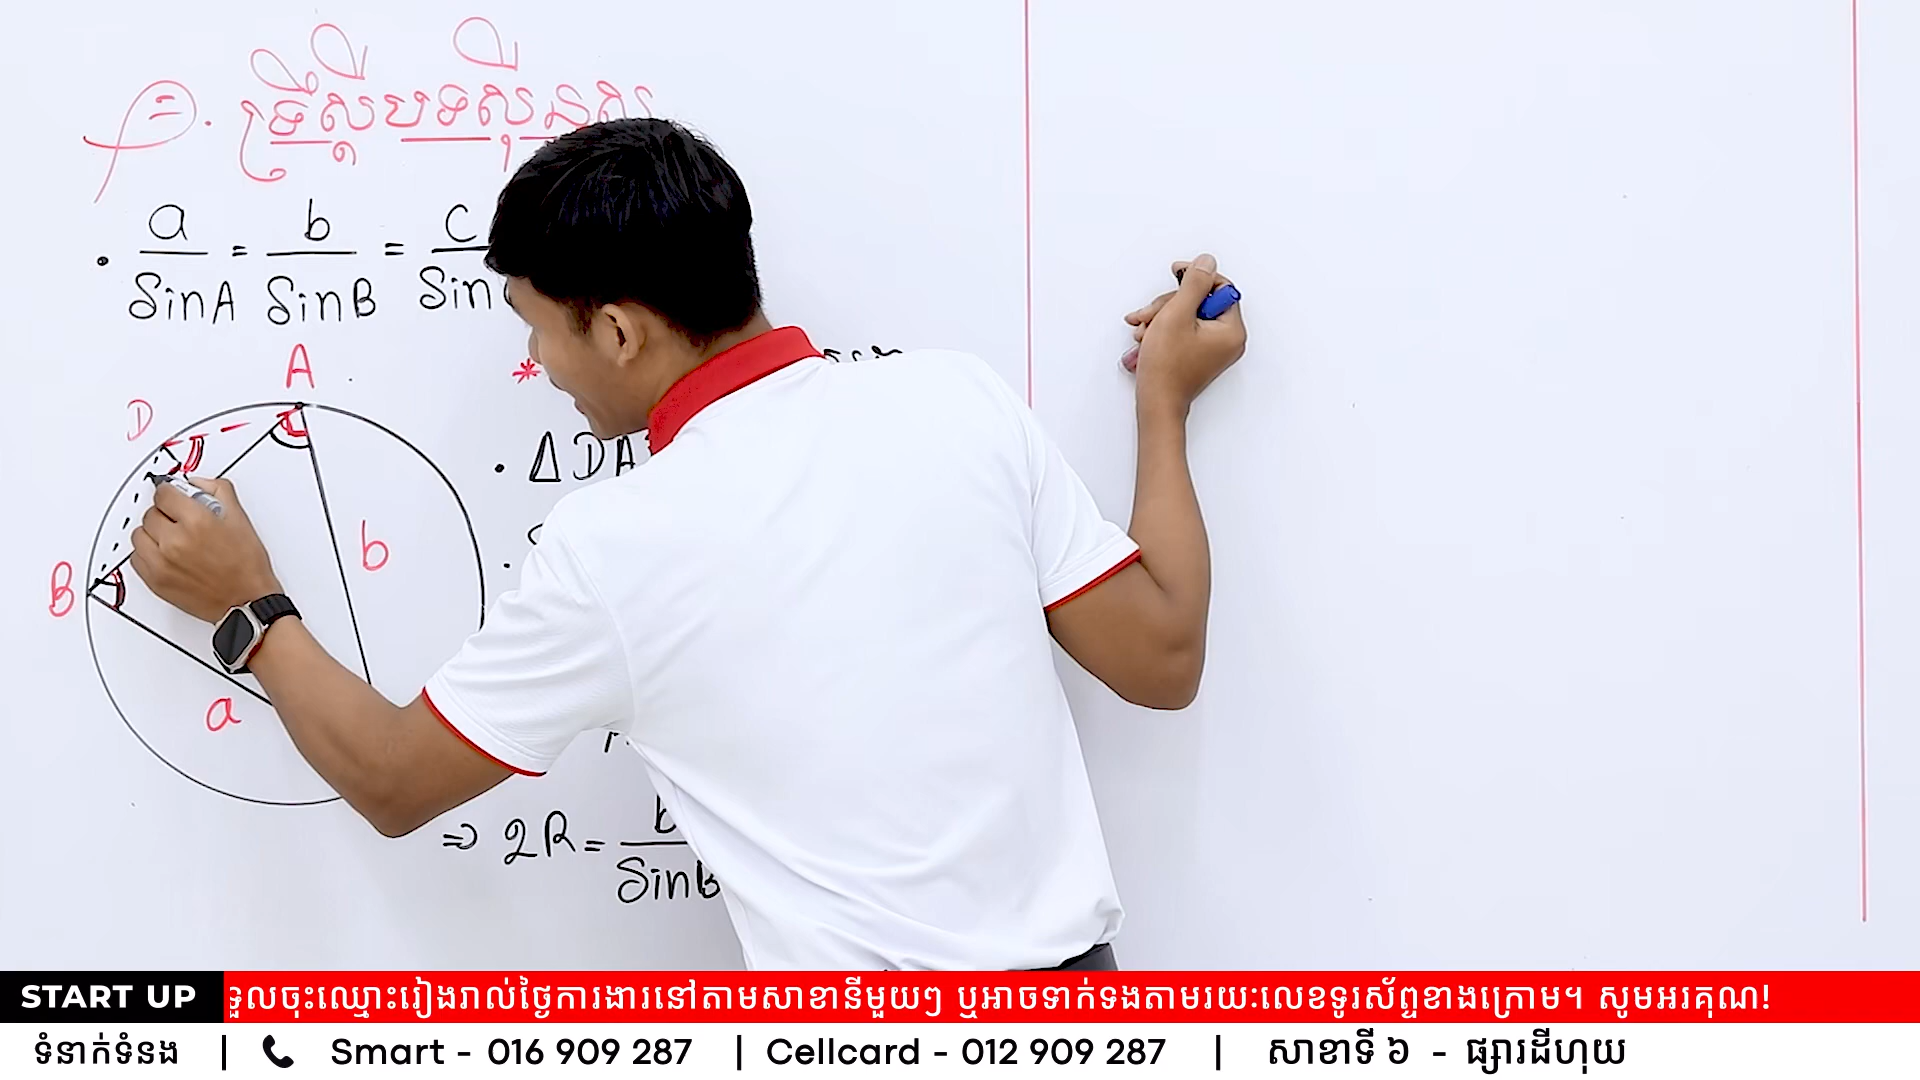 ១. ទ្រឹស្តីបទស៊ីនុស
• a/SinA = b/SinB = c/Sin
A
*
D
• ΔDA
b
B
a
⇒ 2R = b/SinB
START UP ទួលចុះឈ្មោះរៀងរាល់ថ្ងៃការងារនៅតាមសាខានីមួយៗ ឬអាចទាក់ទងតាមរយៈលេខទូរស័ព្ទខាងក្រោម។ សូមអរគុណ!
ទំនាក់ទំនង | Smart - 016 909 287 | Cellcard - 012 909 287 | សាខាទី ៦ - ផ្សារដីហុយ